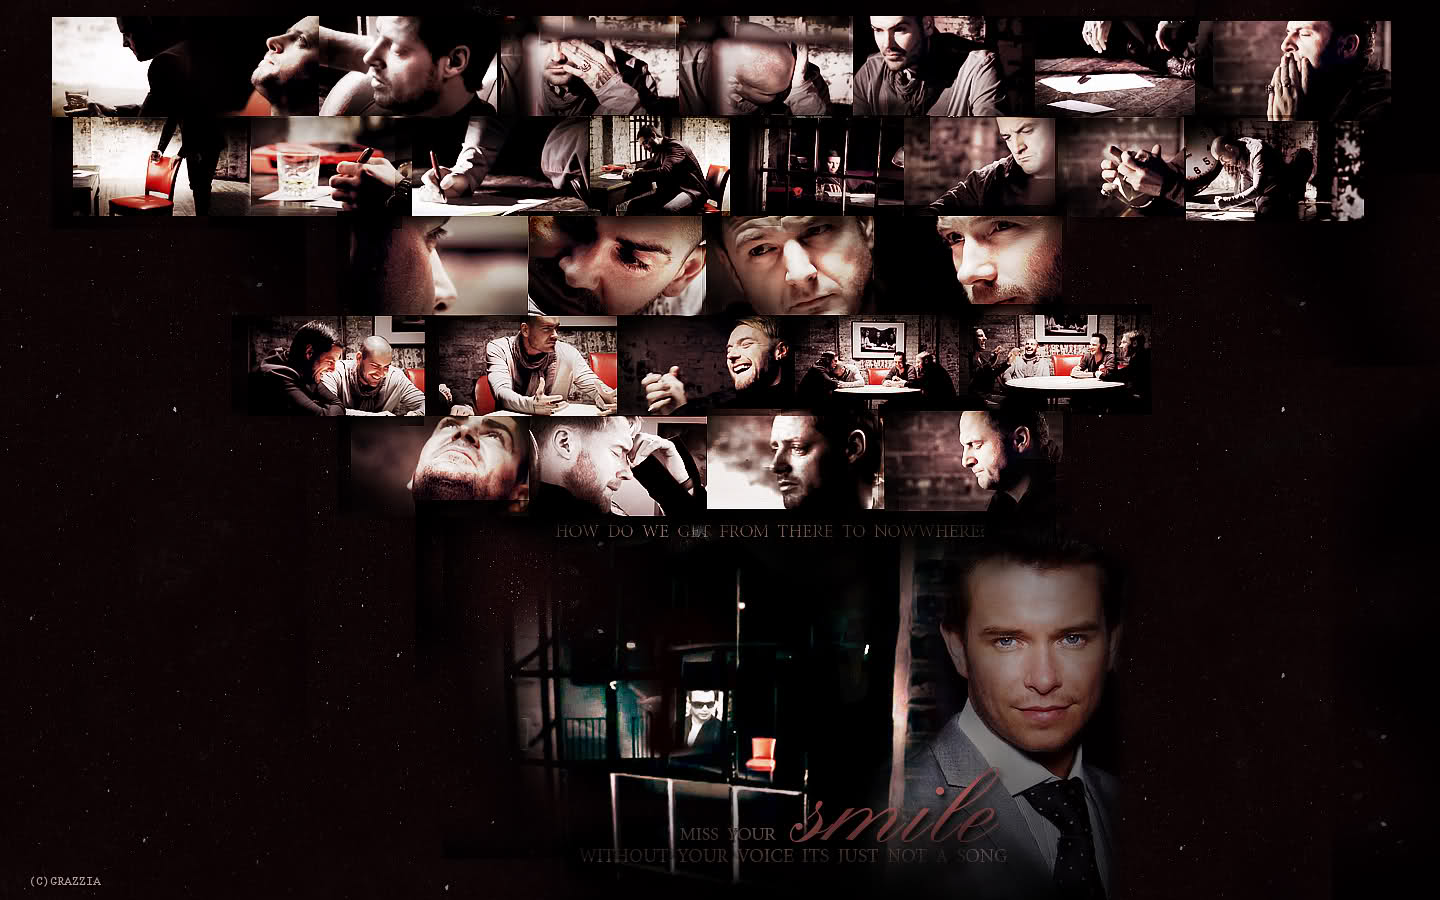 HOW DO WE GET FROM THERE TO NOWWHERE?
MISS YOUR smile
WITHOUT YOUR VOICE ITS JUST NOT A SONG
(C)GRAZZIA